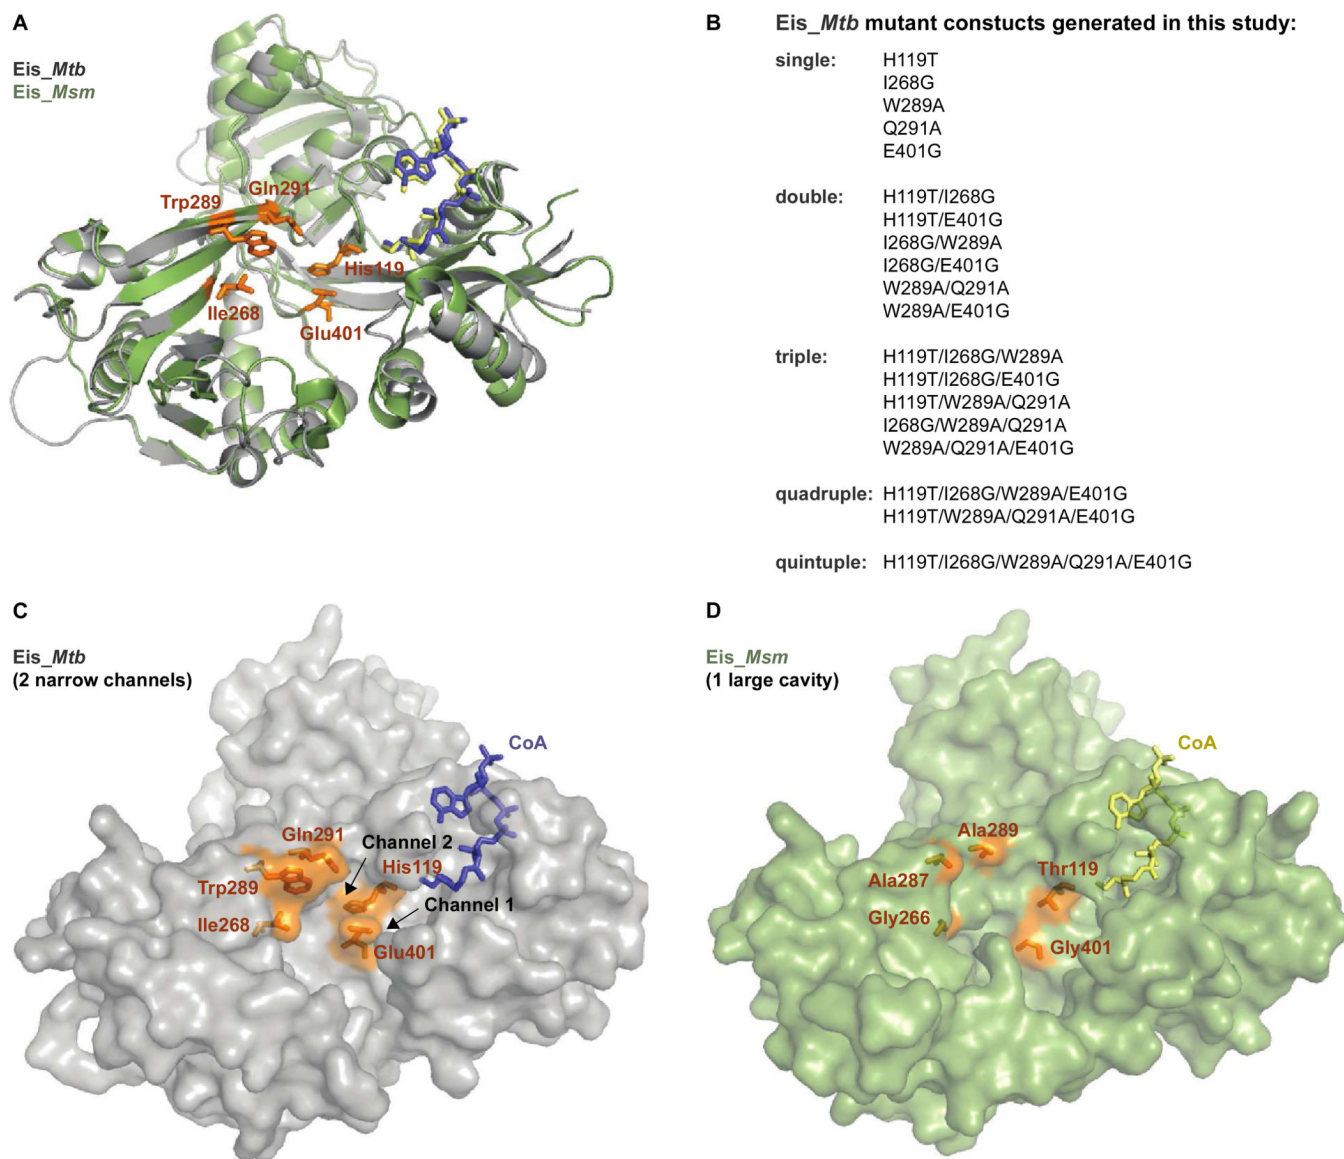 A
Eis_Mtb
Eis_Msm
Gln291
Trp289
His119
Ile268
Glu401
B Eis_Mtb mutant constucts generated in this study:
single: H119T
I268G
W289A
Q291A
E401G
double: H119T/I268G
H119T/E401G
I268G/W289A
I268G/E401G
W289A/Q291A
W289A/E401G
triple: H119T/I268G/W289A
H119T/I268G/E401G
H119T/W289A/Q291A
I268G/W289A/Q291A
W289A/Q291A/E401G
quadruple: H119T/I268G/W289A/E401G
H119T/W289A/Q291A/E401G
quintuple: H119T/I268G/W289A/Q291A/E401G
C
Eis_Mtb
(2 narrow channels)
CoA
Gln291
Channel 2
His119
Trp289
Channel 1
Ile268
Glu401
D
Eis_Msm
(1 large cavity)
CoA
Ala289
Thr119
Ala287
Gly266
Gly401